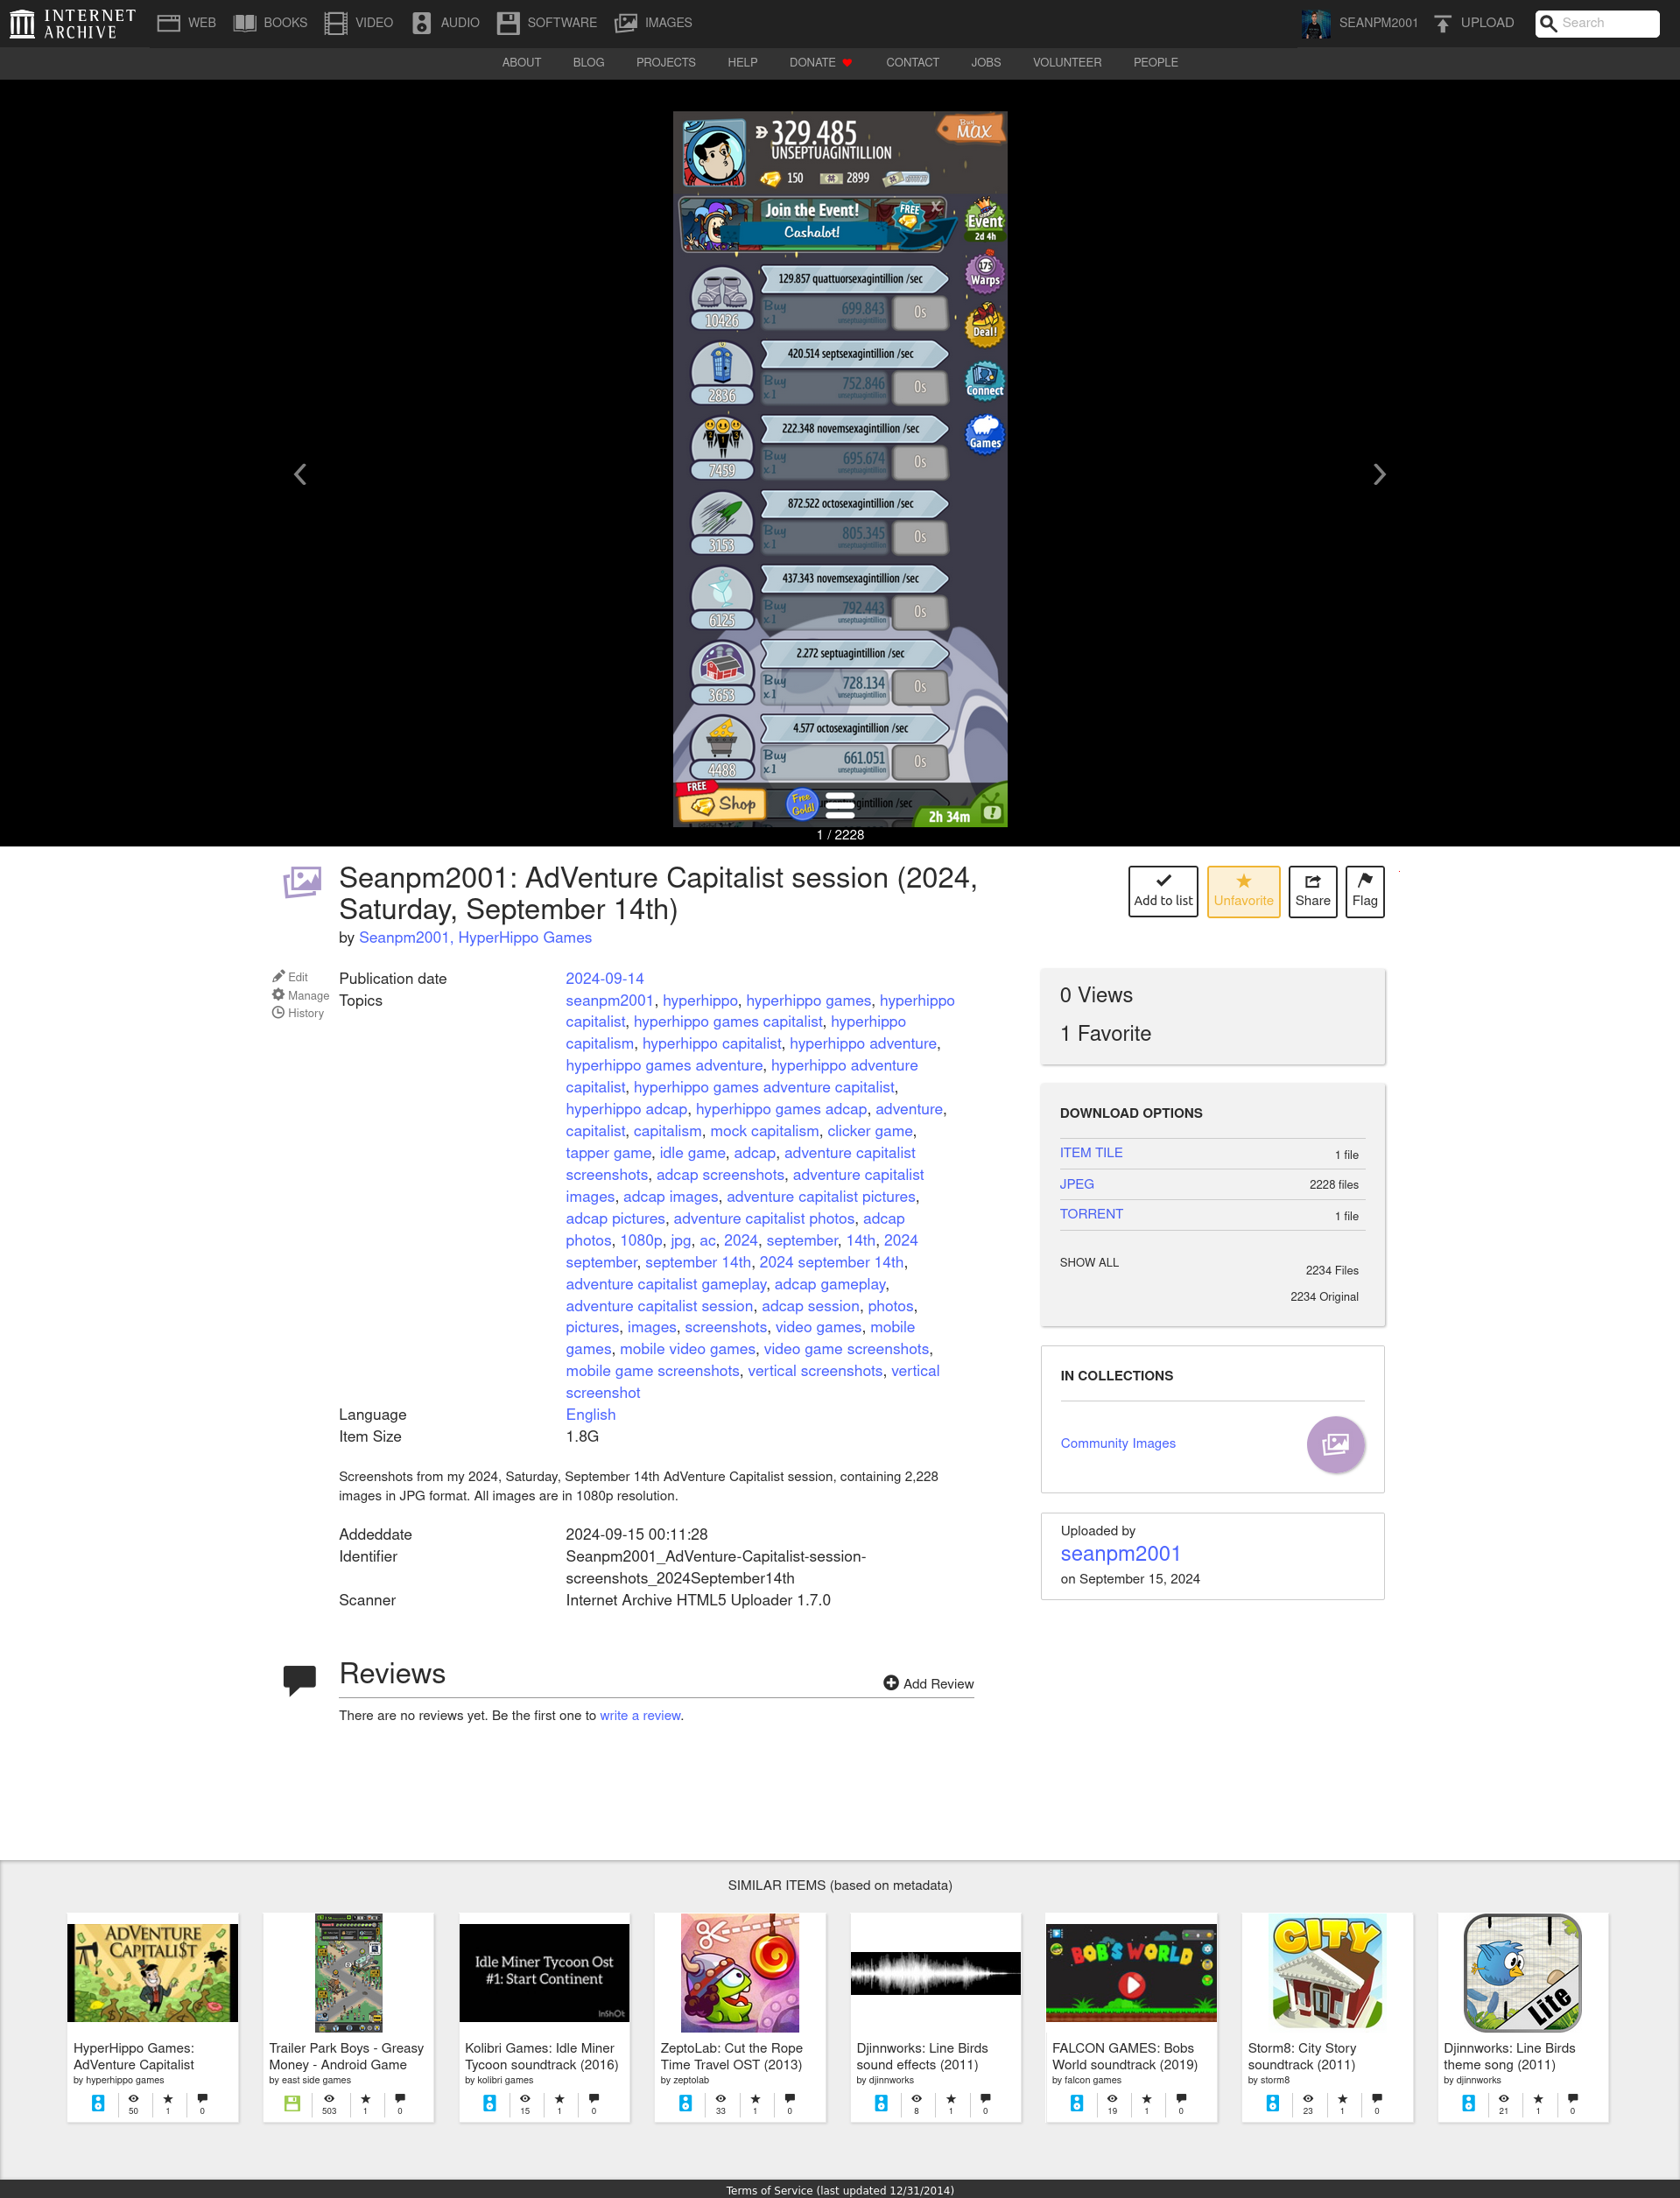 INTERNET ARCHIVE
WEB BOOKS VIDEO AUDIO SOFTWARE IMAGES
SEANPM2001 UPLOAD Search
ABOUT BLOG PROJECTS HELP DONATE CONTACT JOBS VOLUNTEER PEOPLE
329.485
UNSEPTUAGINTILLION
150 2899
Buy
MAX
Join the Event!
Cashalot!
FREE
X
Event
2d 4h
175
Warps
Deal!
Connect
Games
129.857 quattuorsexagintillion /sec
Buy x1 699.843 unseptuagintillion 0s
10426
420.514 septsexagintillion /sec
Buy x1 752.846 unseptuagintillion 0s
2836
222.348 novemsexagintillion /sec
Buy x1 695.674 unseptuagintillion 0s
7459
872.522 octosexagintillion /sec
Buy x1 805.345 unseptuagintillion 0s
3153
437.343 novemsexagintillion /sec
Buy x1 792.443 unseptuagintillion 0s
6125
2.272 septuagintillion /sec
Buy x1 728.134 unseptuagintillion 0s
3653
4.577 octosexagintillion /sec
Buy x1 661.051 unseptuagintillion 0s
4488
FREE
Shop
Free Gold!
2h 34m
1 / 2228
Seanpm2001: AdVenture Capitalist session (2024,
Saturday, September 14th)
by Seanpm2001, HyperHippo Games
Add to list Unfavorite Share Flag
Edit
Manage
History
Publication date 2024-09-14
Topics seanpm2001, hyperhippo, hyperhippo games, hyperhippo
capitalist, hyperhippo games capitalist, hyperhippo
capitalism, hyperhippo capitalist, hyperhippo adventure,
hyperhippo games adventure, hyperhippo adventure
capitalist, hyperhippo games adventure capitalist,
hyperhippo adcap, hyperhippo games adcap, adventure,
capitalist, capitalism, mock capitalism, clicker game,
tapper game, idle game, adcap, adventure capitalist
screenshots, adcap screenshots, adventure capitalist
images, adcap images, adventure capitalist pictures,
adcap pictures, adventure capitalist photos, adcap
photos, 1080p, jpg, ac, 2024, september, 14th, 2024
september, september 14th, 2024 september 14th,
adventure capitalist gameplay, adcap gameplay,
adventure capitalist session, adcap session, photos,
pictures, images, screenshots, video games, mobile
games, mobile video games, video game screenshots,
mobile game screenshots, vertical screenshots, vertical
screenshot
Language English
Item Size 1.8G
Screenshots from my 2024, Saturday, September 14th AdVenture Capitalist session, containing 2,228
images in JPG format. All images are in 1080p resolution.
Addeddate 2024-09-15 00:11:28
Identifier Seanpm2001_AdVenture-Capitalist-session-
screenshots_2024September14th
Scanner Internet Archive HTML5 Uploader 1.7.0
0 Views
1 Favorite
DOWNLOAD OPTIONS
ITEM TILE 1 file
JPEG 2228 files
TORRENT 1 file
SHOW ALL 2234 Files
2234 Original
IN COLLECTIONS
Community Images
Uploaded by
seanpm2001
on September 15, 2024
Reviews
Add Review
There are no reviews yet. Be the first one to write a review.
SIMILAR ITEMS (based on metadata)
ADVENTURE
CAPITALI$T
HyperHippo Games:
AdVenture Capitalist
by hyperhippo games
50 1 0
Trailer Park Boys - Greasy
Money - Android Game
by east side games
503 1 0
Idle Miner Tycoon Ost
#1: Start Continent
InShOt
Kolibri Games: Idle Miner
Tycoon soundtrack (2016)
by kolibri games
15 1 0
ZeptoLab: Cut the Rope
Time Travel OST (2013)
by zeptolab
33 1 0
Djinnworks: Line Birds
sound effects (2011)
by djinnworks
8 1 0
BOB'S WORLD
FALCON GAMES: Bobs
World soundtrack (2019)
by falcon games
19 1 0
CITY
Storm8: City Story
soundtrack (2011)
by storm8
23 1 0
Lite
Djinnworks: Line Birds
theme song (2011)
by djinnworks
21 1 0
Terms of Service (last updated 12/31/2014)